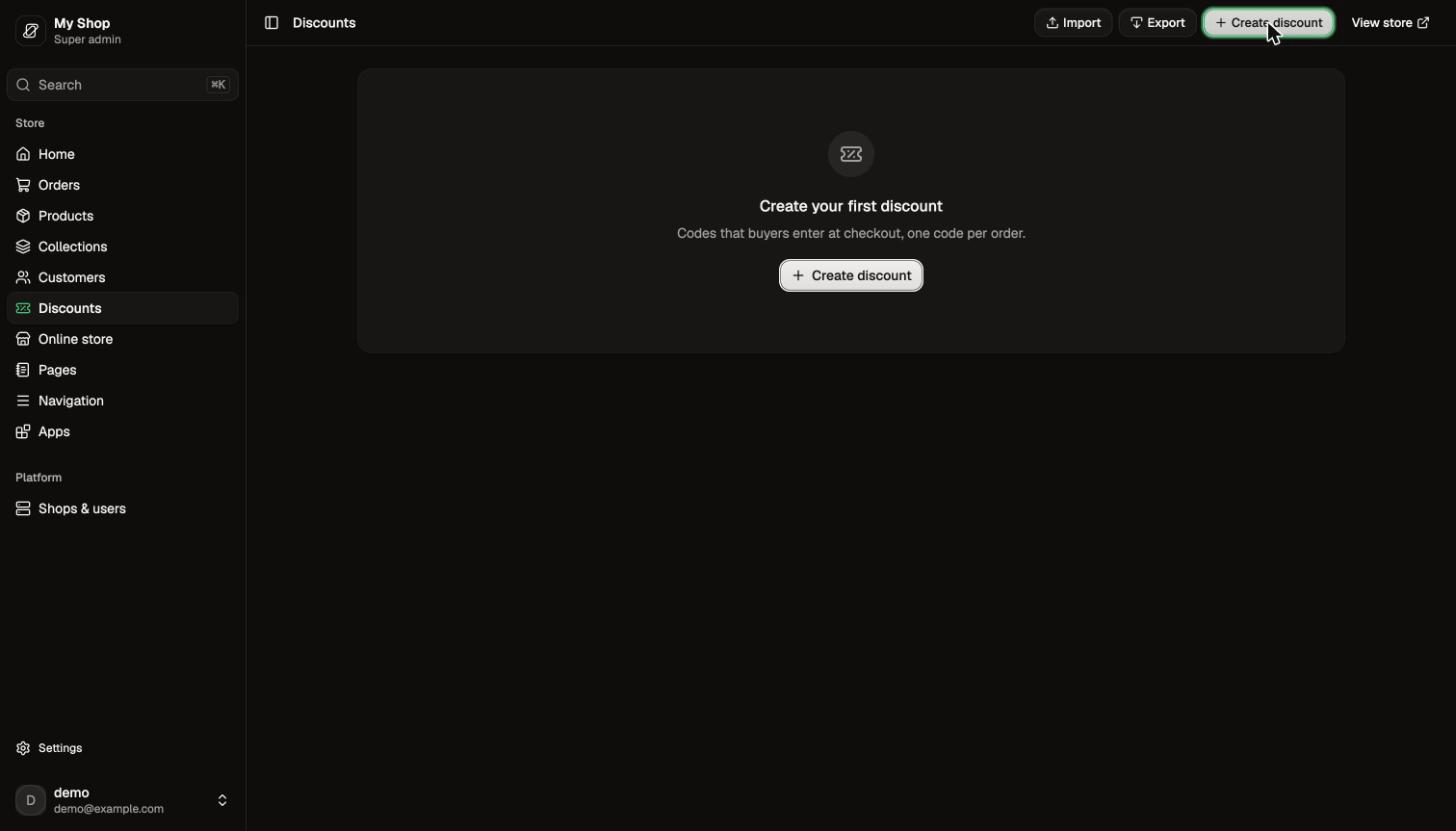 My Shop
Super admin
Search
⌘K
Store
Home
Orders
Products
Collections
Customers
Discounts
Online store
Pages
Navigation
Apps
Platform
Shops & users
Settings
D
demo
demo@example.com
Discounts
Import
Export
Create discount
View store
Create your first discount
Codes that buyers enter at checkout, one code per order.
Create discount